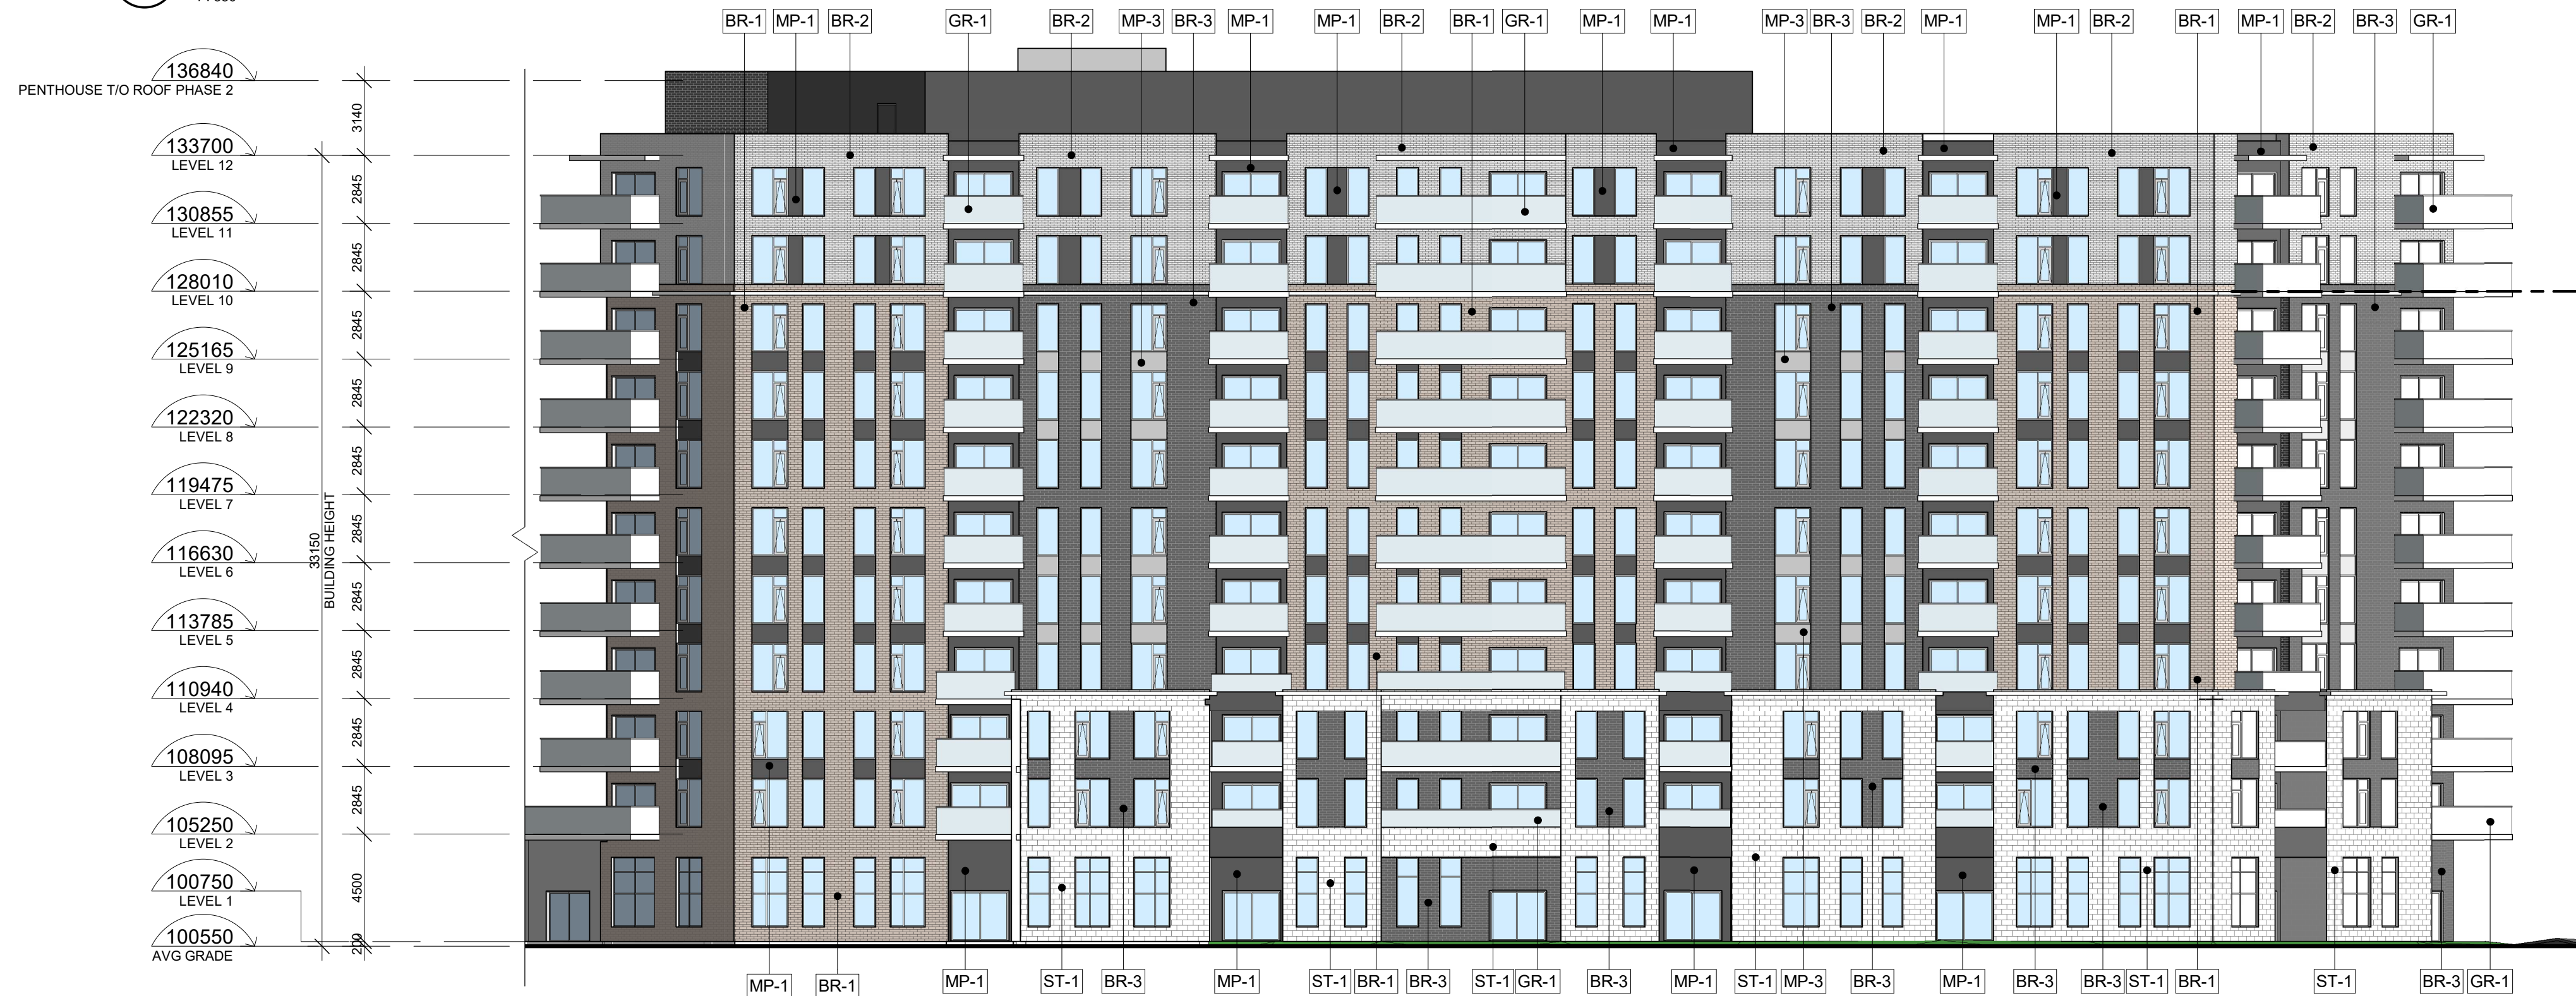 BR-1 MP-1 BR-2 GR-1 BR-2 MP-3 BR-3 MP-1 MP-1 BR-2 BR-1 GR-1 MP-1 MP-1 MP-3 BR-3 BR-2 MP-1 MP-1 BR-2 BR-1 MP-1 BR-2 BR-3 GR-1
136840
PENTHOUSE T/O ROOF PHASE 2
3140
133700
LEVEL 12
2845
130855
LEVEL 11
2845
128010
LEVEL 10
2845
125165
LEVEL 9
2845
122320
LEVEL 8
2845
119475
LEVEL 7
2845
116630
LEVEL 6
2845
113785
LEVEL 5
2845
110940
LEVEL 4
2845
108095
LEVEL 3
2845
105250
LEVEL 2
4500
100750
LEVEL 1
200
100550
AVG GRADE
33150
BUILDING HEIGHT
MP-1 BR-1 MP-1 ST-1 BR-3 MP-1 ST-1 BR-1 BR-3 ST-1 GR-1 BR-3 MP-1 ST-1 MP-3 BR-3 MP-1 BR-3 BR-3 ST-1 BR-1 ST-1 BR-3 GR-1